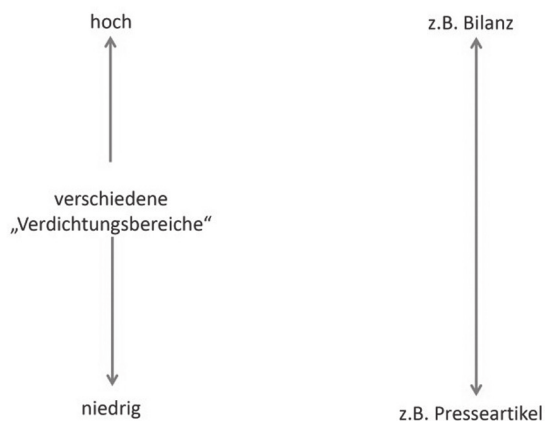 hoch
z.B. Bilanz
verschiedene
„Verdichtungsbereiche“
niedrig
z.B. Presseartikel